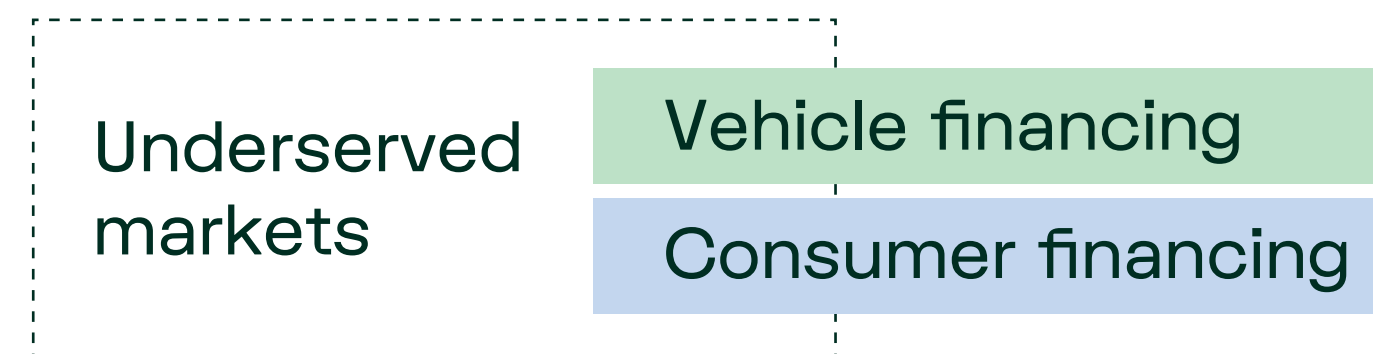 Underserved
markets
Vehicle financing
Consumer financing